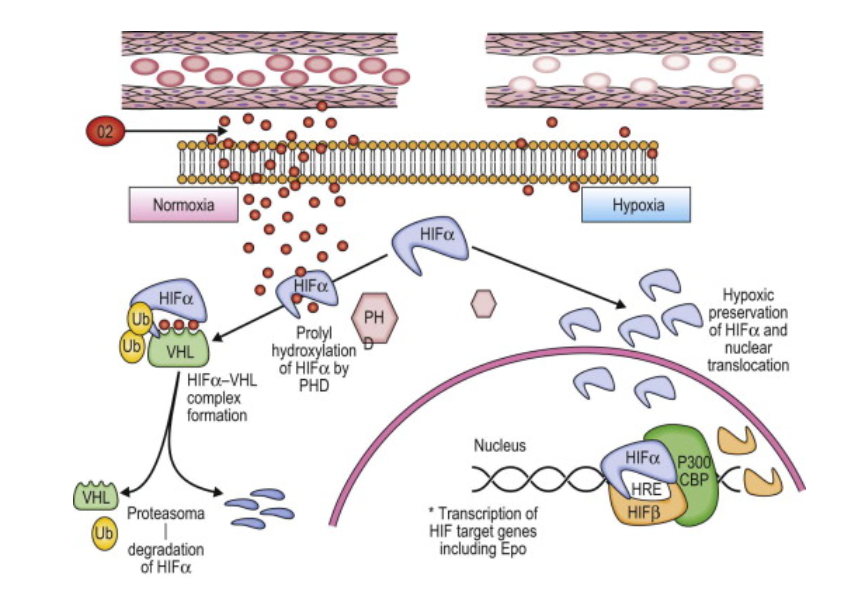 02
Normoxia
Hypoxia
HIFα
HIFα
HIFα
Ub
Ub
VHL
PH
D
Prolyl
hydroxylation
of HIFα by
PHD
Hypoxic
preservation
of HIFα and
nuclear
translocation
HIFα–VHL
complex
formation
Nucleus
HIFα
P300
CBP
HRE
HIFβ
VHL
Ub
Proteasoma
l
degradation
of HIFα
* Transcription of
HIF target genes
including Epo